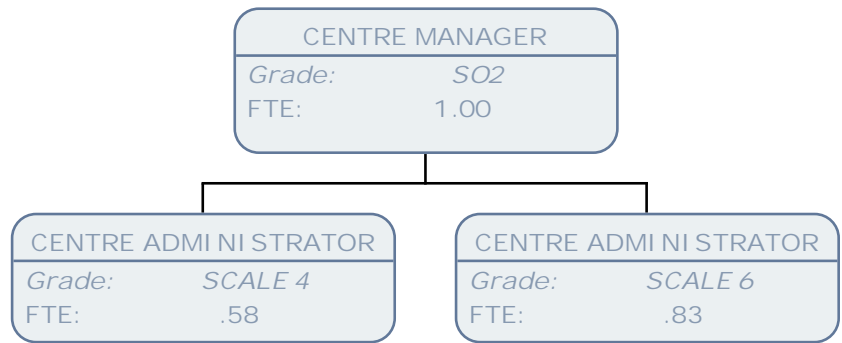 CENTRE MANAGER
Grade: SO2
FTE: 1.00
CENTRE ADMINISTRATOR
Grade: SCALE 4
FTE: .58
CENTRE ADMINISTRATOR
Grade: SCALE 6
FTE: .83